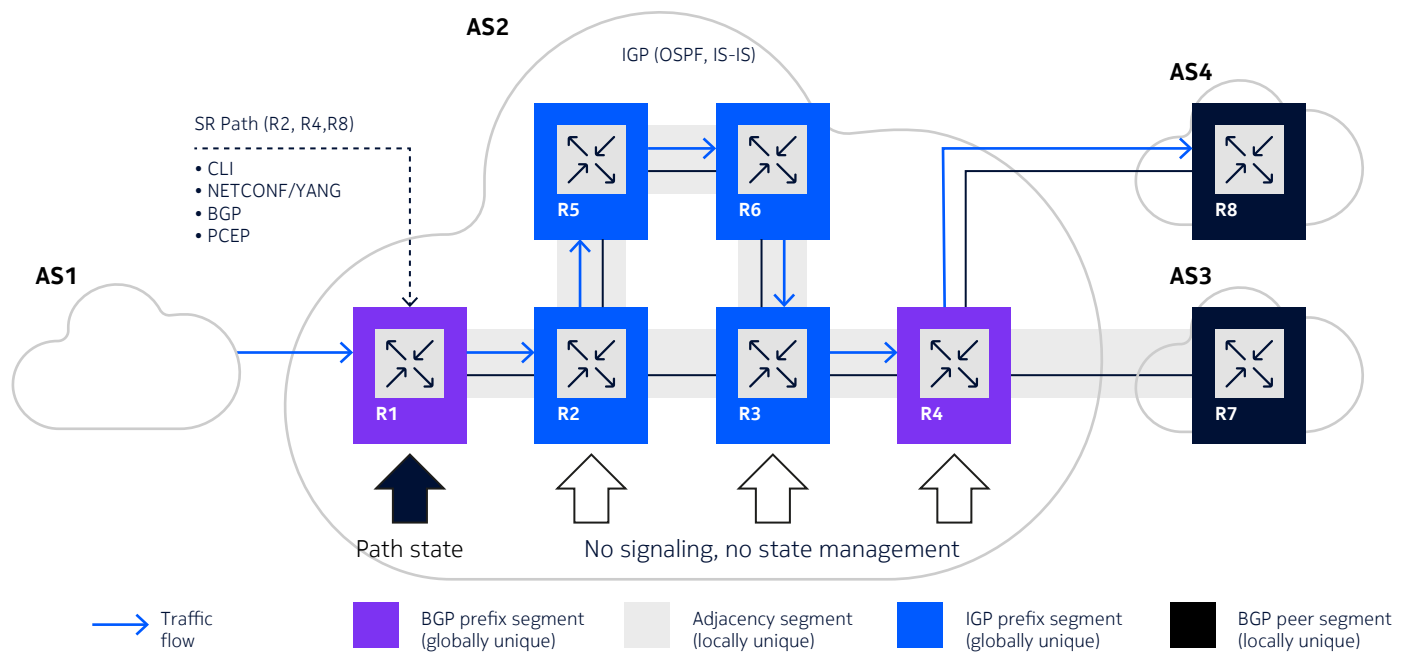 AS2
IGP (OSPF, IS-IS)
AS4
SR Path (R2, R4,R8)
• CLI
• NETCONF/YANG
• BGP
• PCEP
R5
R6
R8
AS1
AS3
R1
R2
R3
R4
R7
Path state
No signaling, no state management
Traffic
flow
BGP prefix segment
(globally unique)
Adjacency segment
(locally unique)
IGP prefix segment
(globally unique)
BGP peer segment
(locally unique)